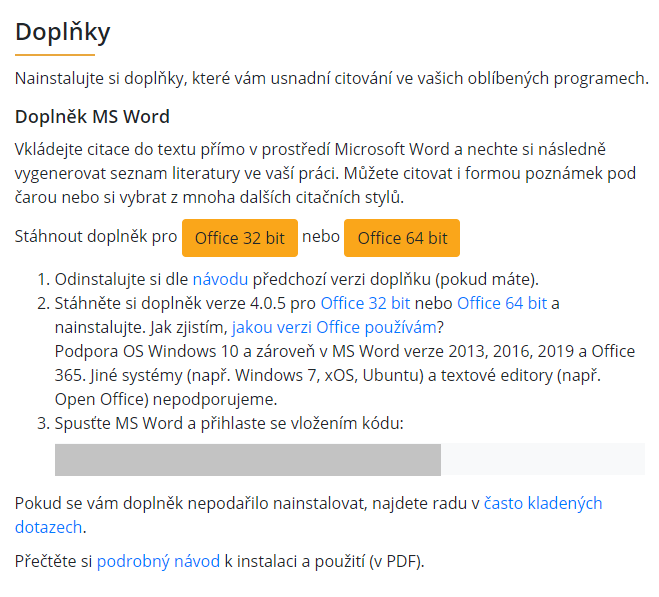 Doplňky
Nainstalujte si doplňky, které vám usnadní citování ve vašich oblíbených programech.
Doplněk MS Word
Vkládejte citace do textu přímo v prostředí Microsoft Word a nechte si následně
vygenerovat seznam literatury ve vaší práci. Můžete citovat i formou poznámek pod
čarou nebo si vybrat z mnoha dalších citačních stylů.
Stáhnout doplněk pro Office 32 bit nebo Office 64 bit
1. Odinstalujte si dle návodu předchozí verzi doplňku (pokud máte).
2. Stáhněte si doplněk verze 4.0.5 pro Office 32 bit nebo Office 64 bit a
nainstalujte. Jak zjistím, jakou verzi Office používám?
Podpora OS Windows 10 a zároveň v MS Word verze 2013, 2016, 2019 a Office
365. Jiné systémy (např. Windows 7, xOS, Ubuntu) a textové editory (např.
Open Office) nepodporujeme.
3. Spusťte MS Word a přihlaste se vložením kódu:
Pokud se vám doplněk nepodařilo nainstalovat, najdete radu v často kladených
dotazech.
Přečtěte si podrobný návod k instalaci a použití (v PDF).